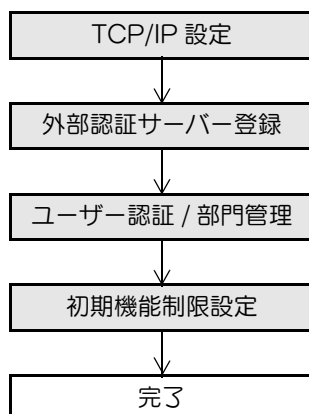 TCP/IP 設定
外部認証サーバー登録
ユーザー認証 / 部門管理
初期機能制限設定
完了